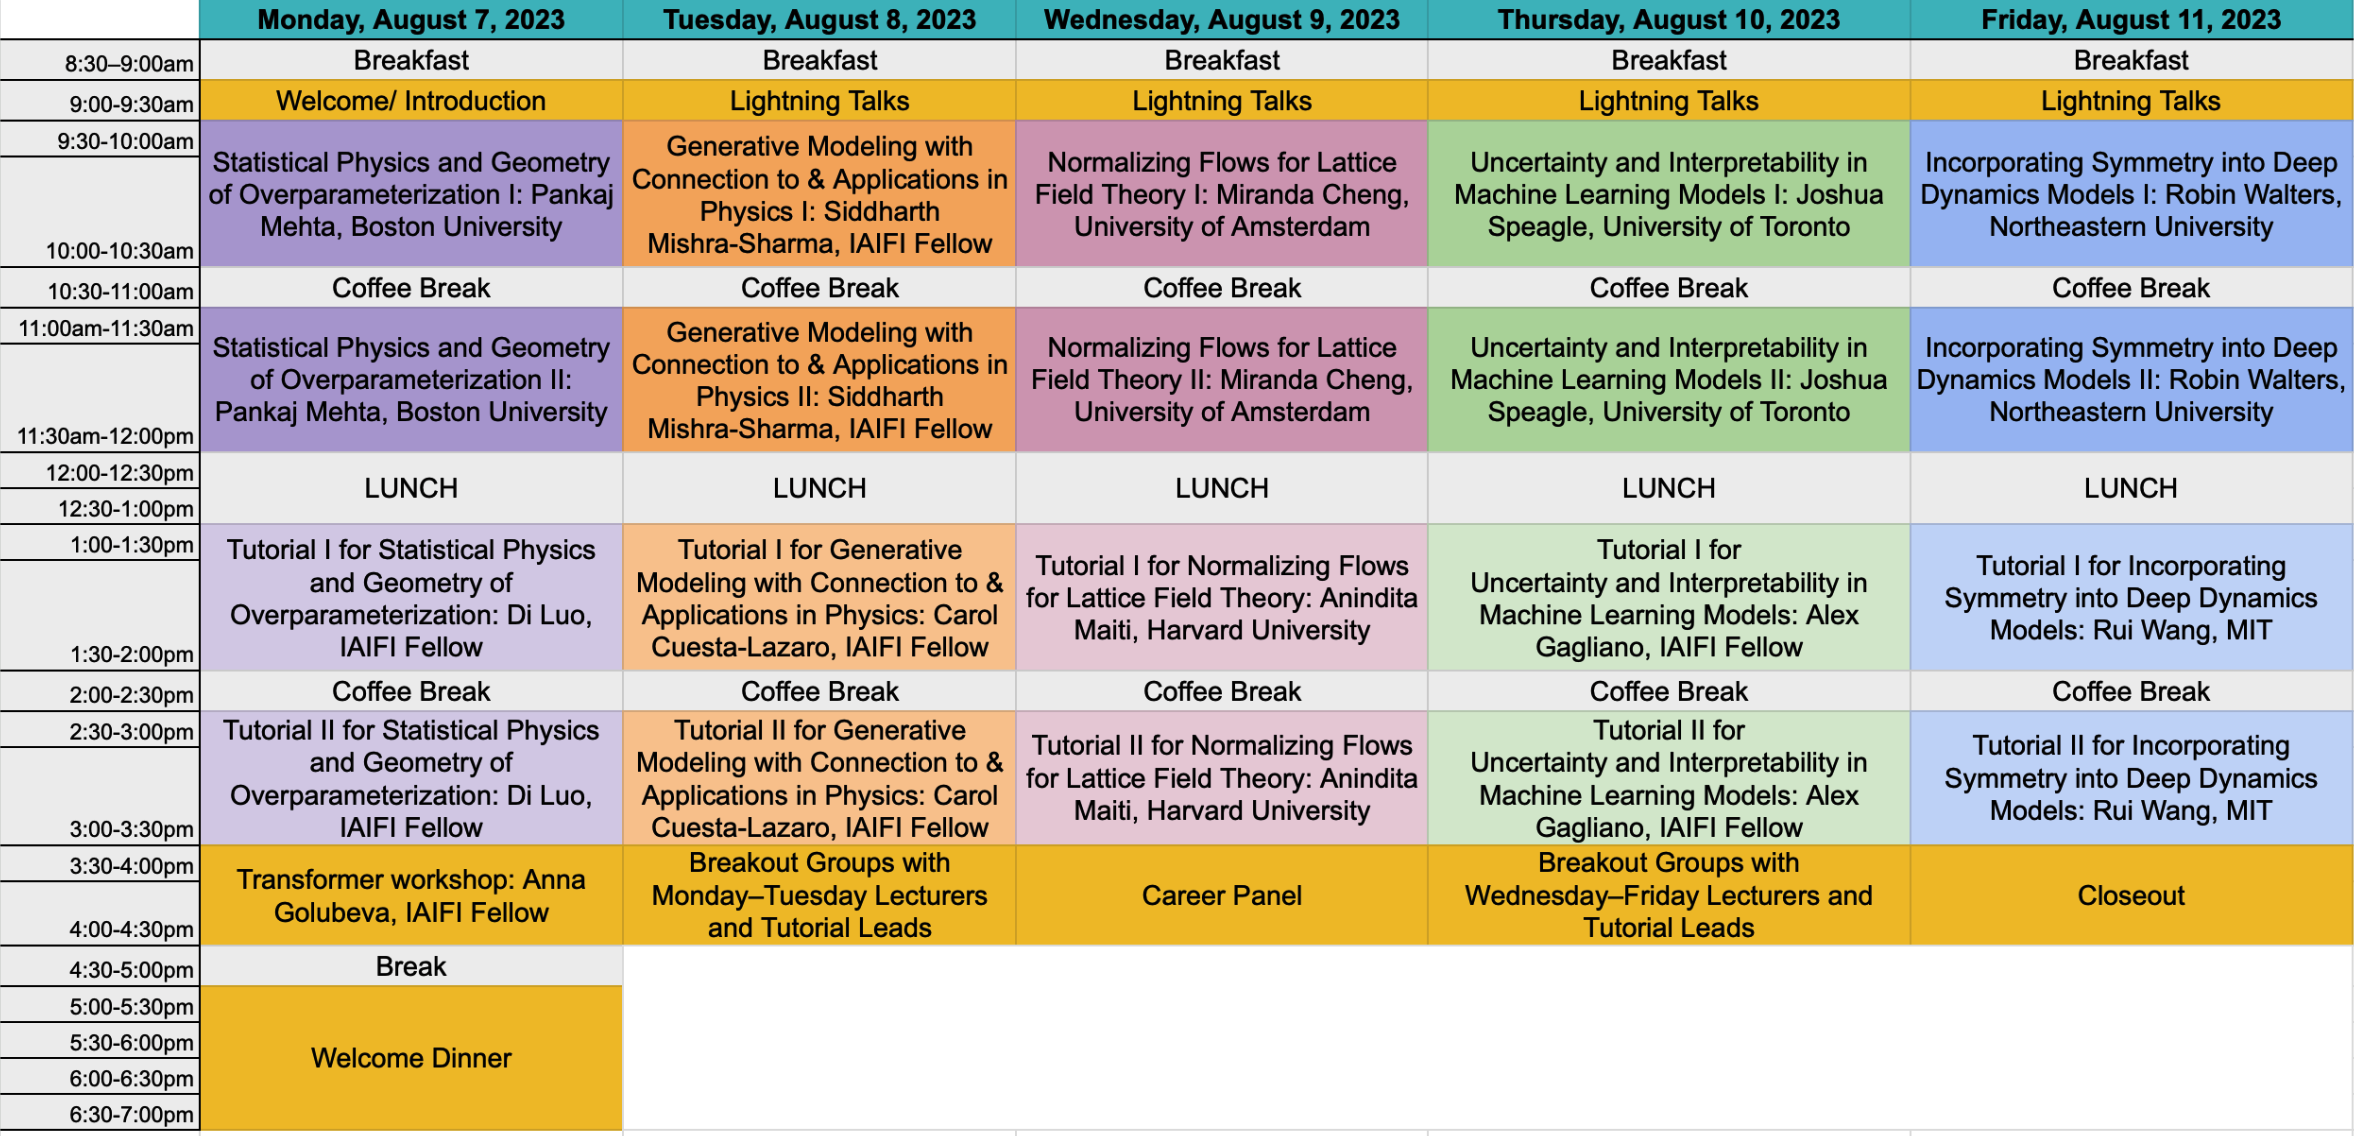 Monday, August 7, 2023
Tuesday, August 8, 2023
Wednesday, August 9, 2023
Thursday, August 10, 2023
Friday, August 11, 2023
8:30–9:00am
Breakfast
Breakfast
Breakfast
Breakfast
Breakfast
9:00-9:30am
Welcome/ Introduction
Lightning Talks
Lightning Talks
Lightning Talks
Lightning Talks
9:30-10:00am
10:00-10:30am
Statistical Physics and Geometry
of Overparameterization I: Pankaj
Mehta, Boston University
Generative Modeling with
Connection to & Applications in
Physics I: Siddharth
Mishra-Sharma, IAIFI Fellow
Normalizing Flows for Lattice
Field Theory I: Miranda Cheng,
University of Amsterdam
Uncertainty and Interpretability in
Machine Learning Models I: Joshua
Speagle, University of Toronto
Incorporating Symmetry into Deep
Dynamics Models I: Robin Walters,
Northeastern University
10:30-11:00am
Coffee Break
Coffee Break
Coffee Break
Coffee Break
Coffee Break
11:00am-11:30am
11:30am-12:00pm
Statistical Physics and Geometry
of Overparameterization II:
Pankaj Mehta, Boston University
Generative Modeling with
Connection to & Applications in
Physics II: Siddharth
Mishra-Sharma, IAIFI Fellow
Normalizing Flows for Lattice
Field Theory II: Miranda Cheng,
University of Amsterdam
Uncertainty and Interpretability in
Machine Learning Models II: Joshua
Speagle, University of Toronto
Incorporating Symmetry into Deep
Dynamics Models II: Robin Walters,
Northeastern University
12:00-12:30pm
12:30-1:00pm
LUNCH
LUNCH
LUNCH
LUNCH
LUNCH
1:00-1:30pm
1:30-2:00pm
Tutorial I for Statistical Physics
and Geometry of
Overparameterization: Di Luo,
IAIFI Fellow
Tutorial I for Generative
Modeling with Connection to &
Applications in Physics: Carol
Cuesta-Lazaro, IAIFI Fellow
Tutorial I for Normalizing Flows
for Lattice Field Theory: Anindita
Maiti, Harvard University
Tutorial I for
Uncertainty and Interpretability in
Machine Learning Models: Alex
Gagliano, IAIFI Fellow
Tutorial I for Incorporating
Symmetry into Deep Dynamics
Models: Rui Wang, MIT
2:00-2:30pm
Coffee Break
Coffee Break
Coffee Break
Coffee Break
Coffee Break
2:30-3:00pm
3:00-3:30pm
Tutorial II for Statistical Physics
and Geometry of
Overparameterization: Di Luo,
IAIFI Fellow
Tutorial II for Generative
Modeling with Connection to &
Applications in Physics: Carol
Cuesta-Lazaro, IAIFI Fellow
Tutorial II for Normalizing Flows
for Lattice Field Theory: Anindita
Maiti, Harvard University
Tutorial II for
Uncertainty and Interpretability in
Machine Learning Models: Alex
Gagliano, IAIFI Fellow
Tutorial II for Incorporating
Symmetry into Deep Dynamics
Models: Rui Wang, MIT
3:30-4:00pm
4:00-4:30pm
Transformer workshop: Anna
Golubeva, IAIFI Fellow
Breakout Groups with
Monday–Tuesday Lecturers
and Tutorial Leads
Career Panel
Breakout Groups with
Wednesday–Friday Lecturers and
Tutorial Leads
Closeout
4:30-5:00pm
Break
5:00-5:30pm
5:30-6:00pm
6:00-6:30pm
6:30-7:00pm
Welcome Dinner